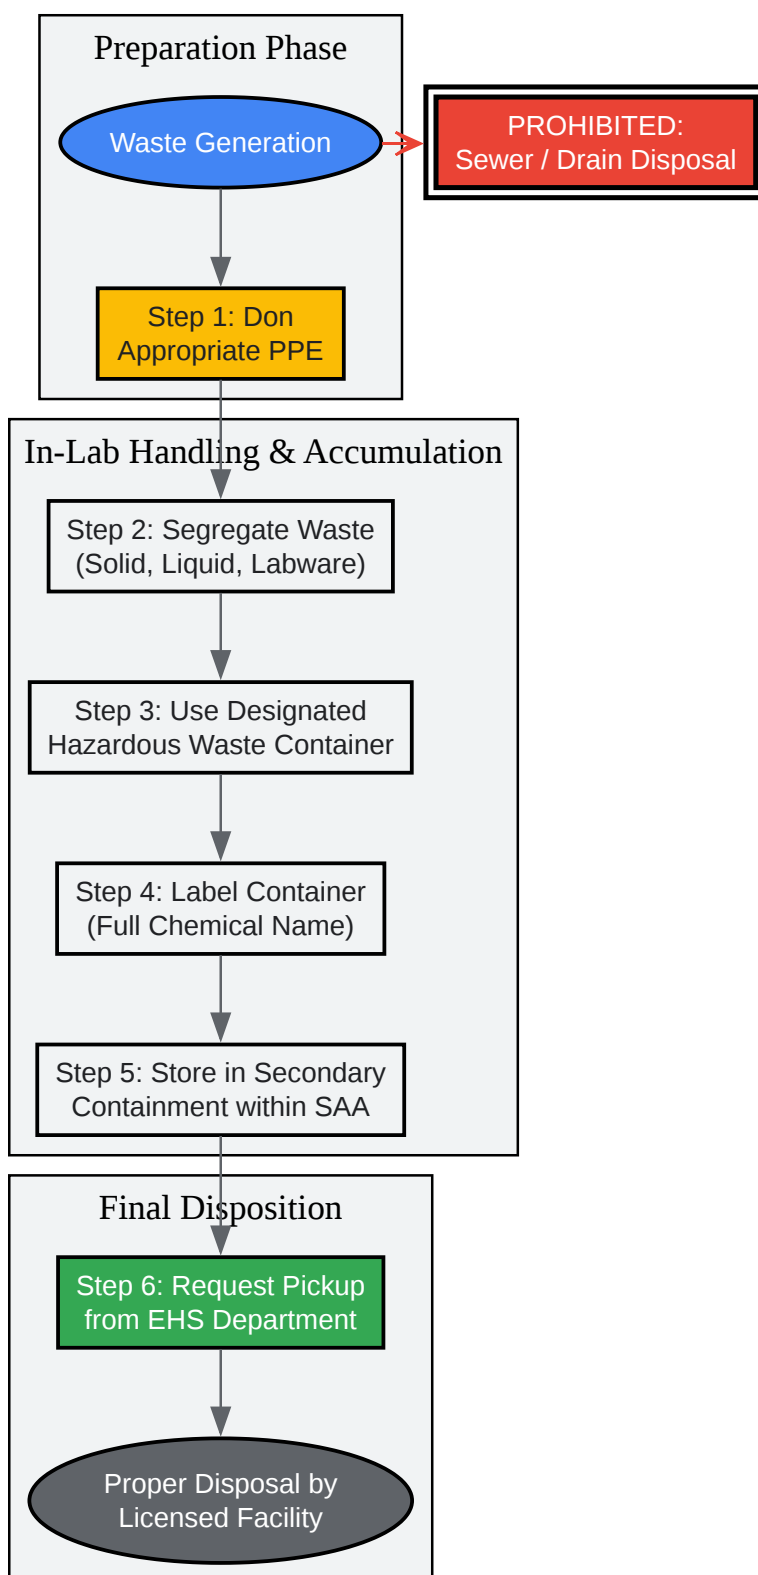 Preparation Phase
Waste Generation
PROHIBITED:
Sewer / Drain Disposal
Step 1: Don
Appropriate PPE
In-Lab Handling & Accumulation
Step 2: Segregate Waste
(Solid, Liquid, Labware)
Step 3: Use Designated
Hazardous Waste Container
Step 4: Label Container
(Full Chemical Name)
Step 5: Store in Secondary
Containment within SAA
Final Disposition
Step 6: Request Pickup
from EHS Department
Proper Disposal by
Licensed Facility